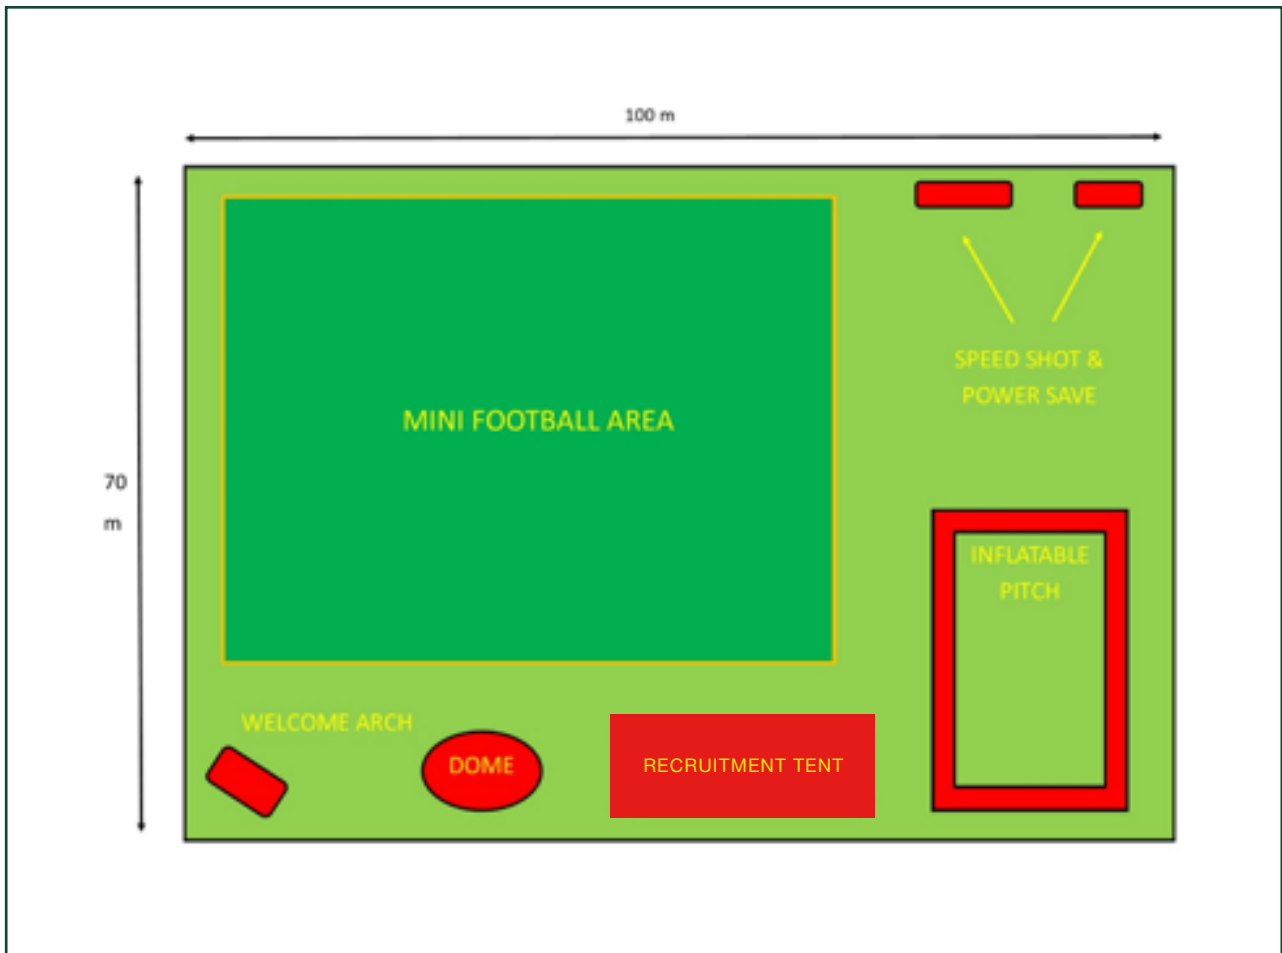 100 m
SPEED SHOT &
POWER SAVE
MINI FOOTBALL AREA
70
m
INFLATABLE
PITCH
WELCOME ARCH
DOME
RECRUITMENT TENT